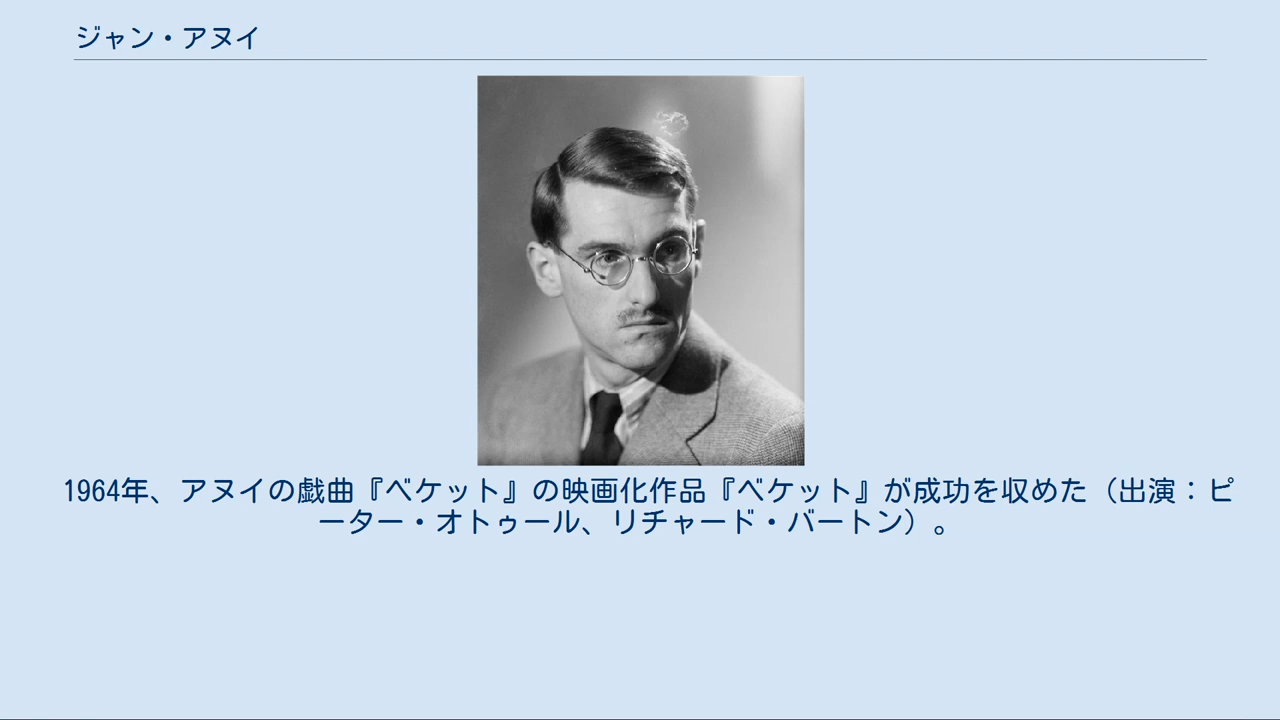 ジャン・アヌイ
1964年、アヌイの戯曲『ベケット』の映画化作品『ベケット』が成功を収めた（出演：ピ
ーター・オトゥール、リチャード・バートン）。